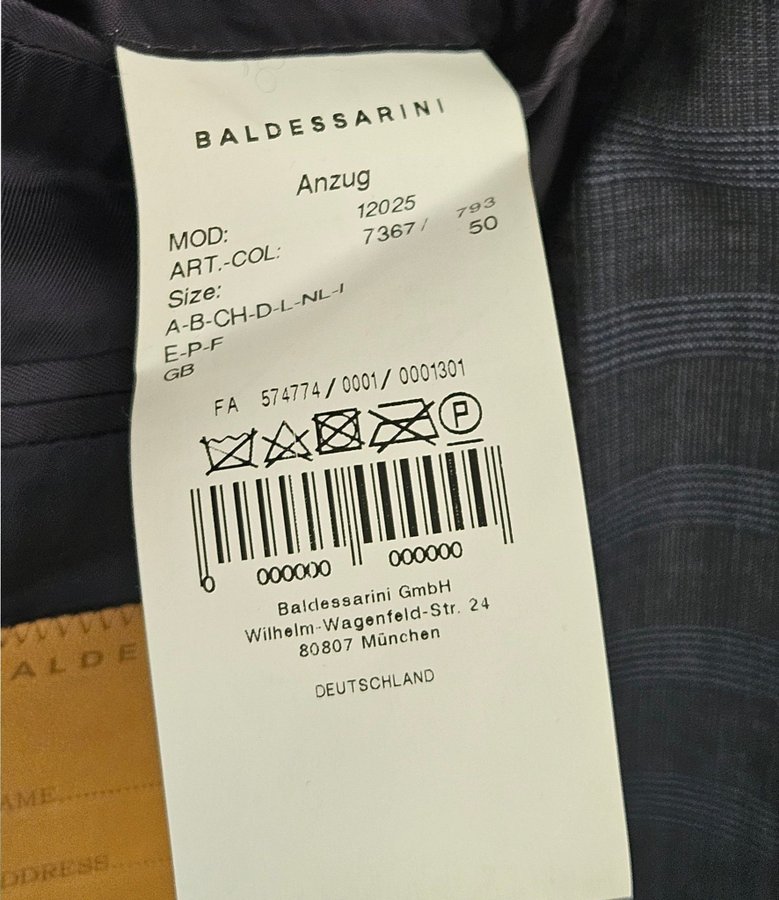 BALDESSARINI
Anzug
MOD: 12025
ART.-COL: 7367/ 793
Size: 50
A-B-CH-D-L-NL-I
E-P-F
GB
FA 574774/0001/0001301
P
0 000000 000000
Baldessarini GmbH
Wilhelm-Wagenfeld-Str. 24
80807 München
DEUTSCHLAND
ALDE
AME
DDRESS